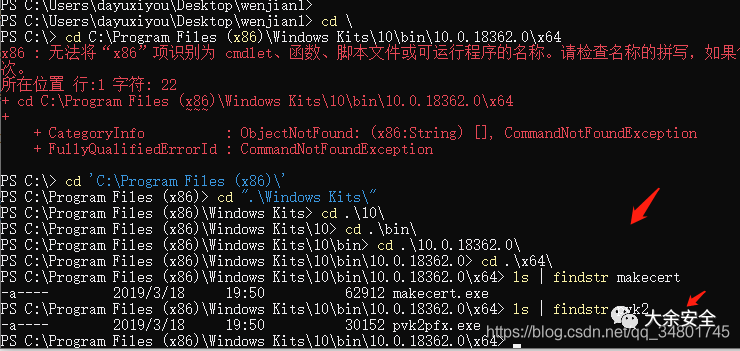 PS C:\Users\dayuxiyou\Desktop\wenjian1>
PS C:\Users\dayuxiyou\Desktop\wenjian1> cd \
PS C:\> cd C:\Program Files (x86)\Windows Kits\10\bin\10.0.18362.0\x64
x86 : 无法将“x86”项识别为 cmdlet、函数、脚本文件或可运行程序的名称。请检查名称的拼写，如果
次。
所在位置 行:1 字符: 22
+ cd C:\Program Files (x86)\Windows Kits\10\bin\10.0.18362.0\x64
+                      ~~~
    + CategoryInfo          : ObjectNotFound: (x86:String) [], CommandNotFoundException
    + FullyQualifiedErrorId : CommandNotFoundException
PS C:\> cd 'C:\Program Files (x86)\'
PS C:\Program Files (x86)> cd ".\Windows Kits\"
PS C:\Program Files (x86)\Windows Kits> cd .\10\
PS C:\Program Files (x86)\Windows Kits\10> cd .\bin\
PS C:\Program Files (x86)\Windows Kits\10\bin> cd .\10.0.18362.0\
PS C:\Program Files (x86)\Windows Kits\10\bin\10.0.18362.0> cd .\x64\
PS C:\Program Files (x86)\Windows Kits\10\bin\10.0.18362.0\x64> ls | findstr makecert
-a----        2019/3/18     19:50          62912 makecert.exe
PS C:\Program Files (x86)\Windows Kits\10\bin\10.0.18362.0\x64> ls | findstr
-a----        2019/3/18     19:50          30152 pvk2pfx.exe
大余安全
PS C:\Program Files (x86)\Windows Kits\10\bin\10.0.18362.0\x64>
https://blog.csdn.net/qq_34801745